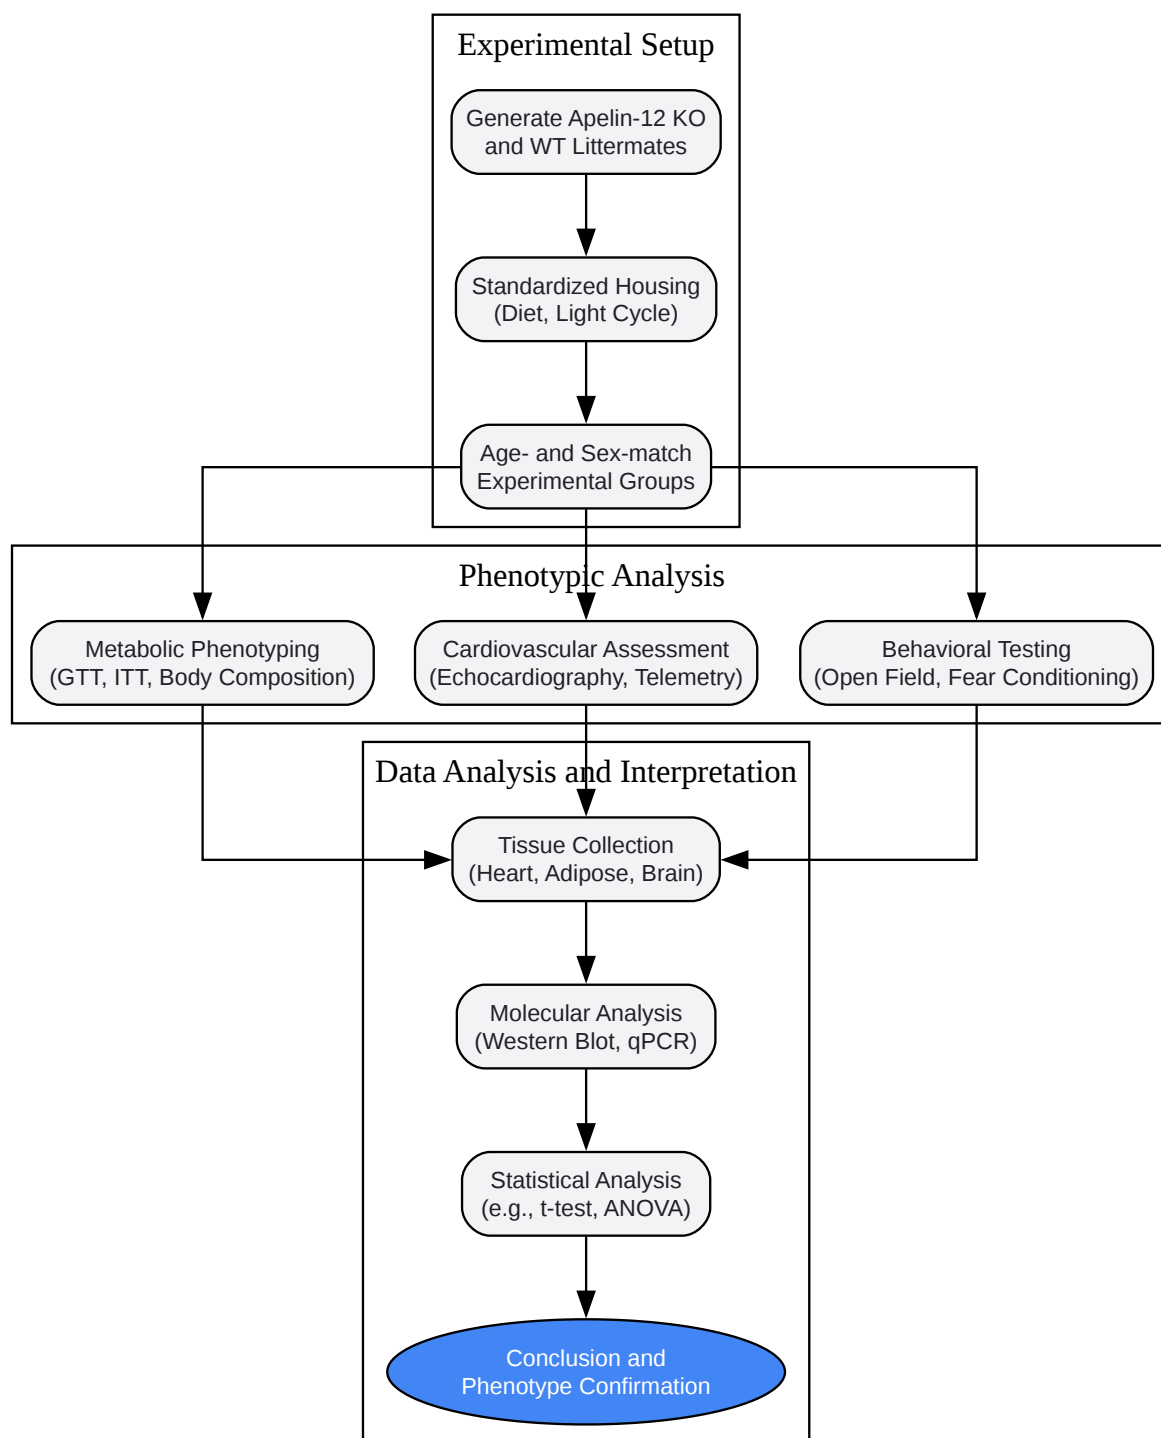 Experimental Setup
Generate Apelin-12 KO
and WT Littermates
Standardized Housing
(Diet, Light Cycle)
Age- and Sex-match
Experimental Groups
Phenotypic Analysis
Metabolic Phenotyping
(GTT, ITT, Body Composition)
Cardiovascular Assessment
(Echocardiography, Telemetry)
Behavioral Testing
(Open Field, Fear Conditioning)
Data Analysis and Interpretation
Tissue Collection
(Heart, Adipose, Brain)
Molecular Analysis
(Western Blot, qPCR)
Statistical Analysis
(e.g., t-test, ANOVA)
Conclusion and
Phenotype Confirmation